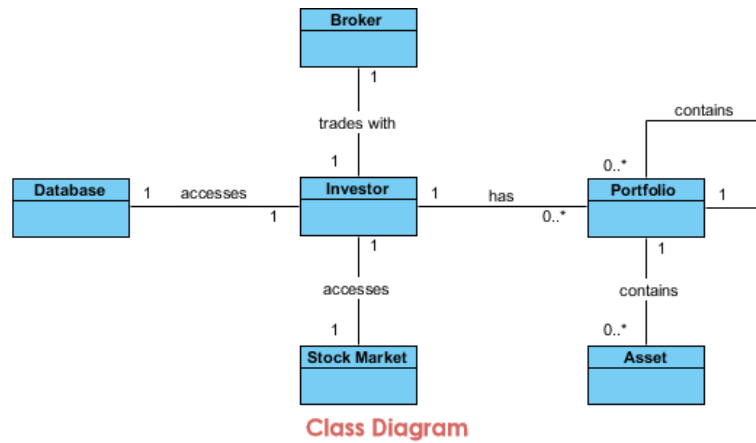 Broker
1
trades with
contains
1
0..*
Database
1
accesses
1
Investor
1
has
0..*
Portfolio
1
1
1
accesses
contains
1
0..*
Stock Market
Asset
Class Diagram